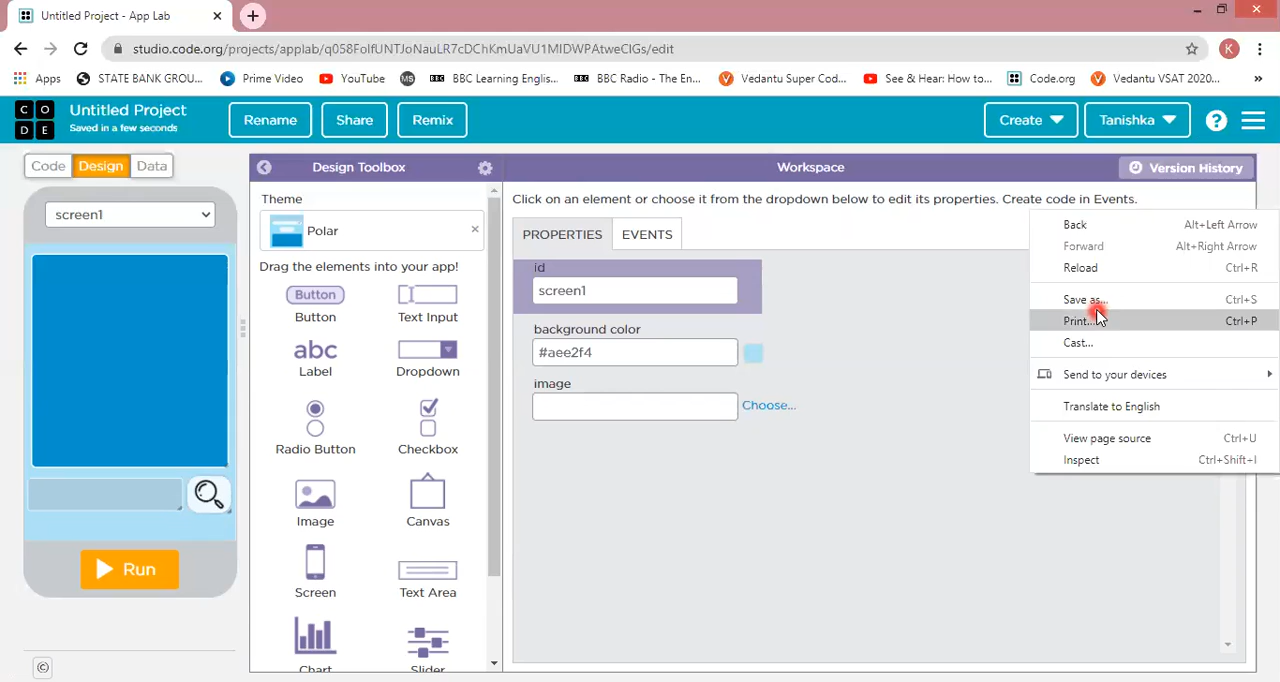 Untitled Project - App Lab
studio.code.org/projects/applab/q058FolfUNTJoNauLR7cDChKmUaVU1MIDWPAtweCIGs/edit
K
Apps
STATE BANK GROU...
Prime Video
YouTube
MS
BBC Learning Englis...
BBC Radio - The En...
Vedantu Super Cod...
See & Hear: How to...
Code.org
Vedantu VSAT 2020...
»
C O
D E
Untitled Project
Saved in a few seconds
Rename
Share
Remix
Create
Tanishka
?
Code
Design
Data
Design Toolbox
Workspace
Version History
screen1
Theme
Polar
Drag the elements into your app!
Button
Button
Text Input
abc
Label
Dropdown
Radio Button
Checkbox
Image
Canvas
Screen
Text Area
Chart
Slider
Run
©
Click on an element or choose it from the dropdown below to edit its properties. Create code in Events.
PROPERTIES
EVENTS
id
screen1
background color
#aee2f4
image
Choose...
Back Alt+Left Arrow
Forward Alt+Right Arrow
Reload Ctrl+R
Save as... Ctrl+S
Print... Ctrl+P
Cast...
Send to your devices
Translate to English
View page source Ctrl+U
Inspect Ctrl+Shift+I